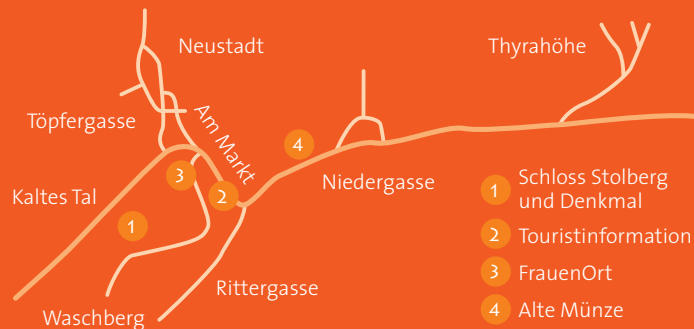 Neustadt
Thyrahöhe
Töpfergasse
Am Markt
4
3
Kaltes Tal
2
Niedergasse
1
Rittergasse
Waschberg
1 Schloss Stolberg
und Denkmal
2 Touristinformation
3 FrauenOrt
4 Alte Münze